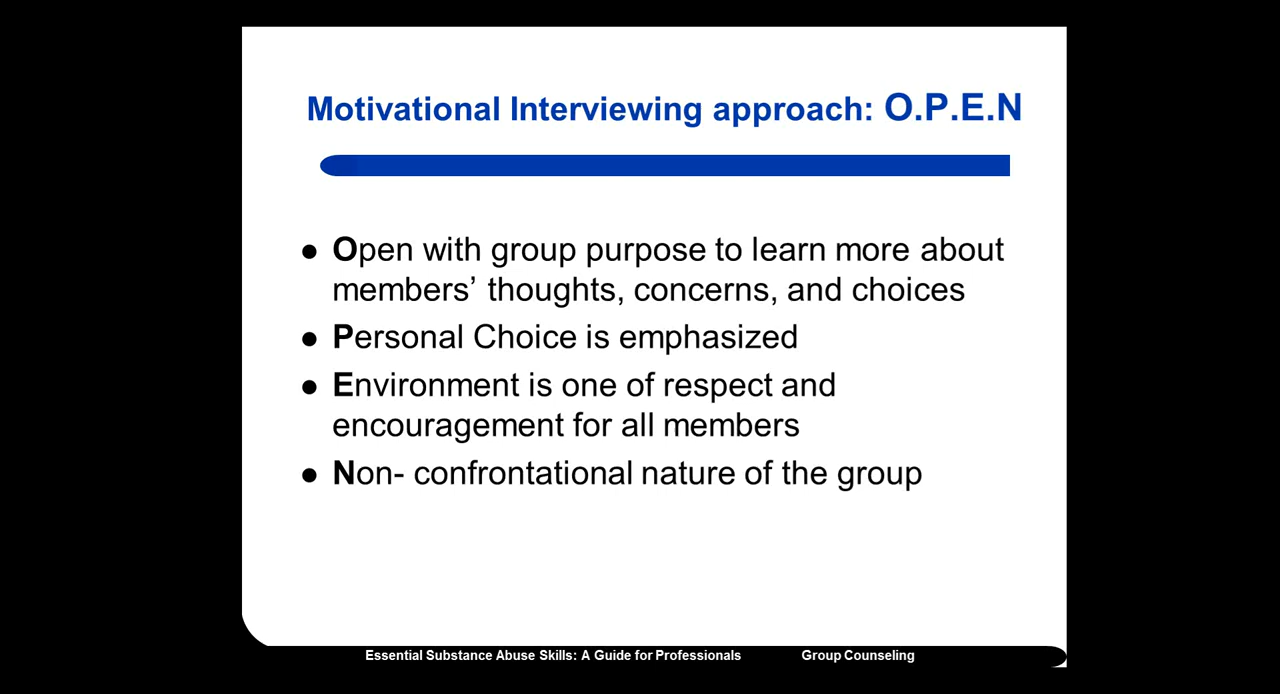 Motivational Interviewing approach: O.P.E.N
● Open with group purpose to learn more about
members’ thoughts, concerns, and choices
● Personal Choice is emphasized
● Environment is one of respect and
encouragement for all members
● Non- confrontational nature of the group
Essential Substance Abuse Skills: A Guide for Professionals Group Counseling